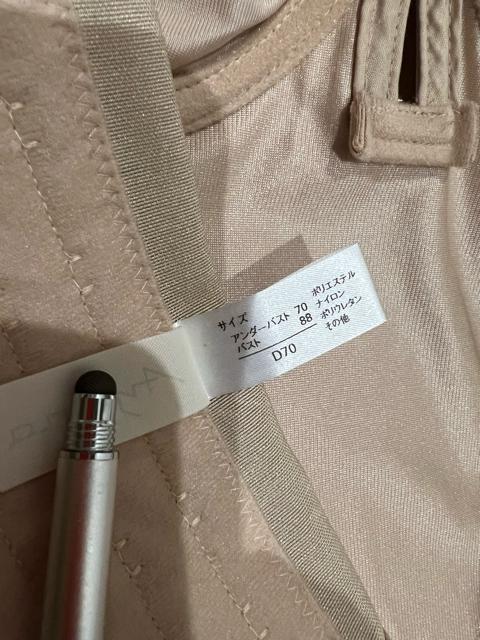 サイズ
アンダーバスト 70
バスト 88
D70
ポリエステル
ナイロン
ポリウレタン
その他